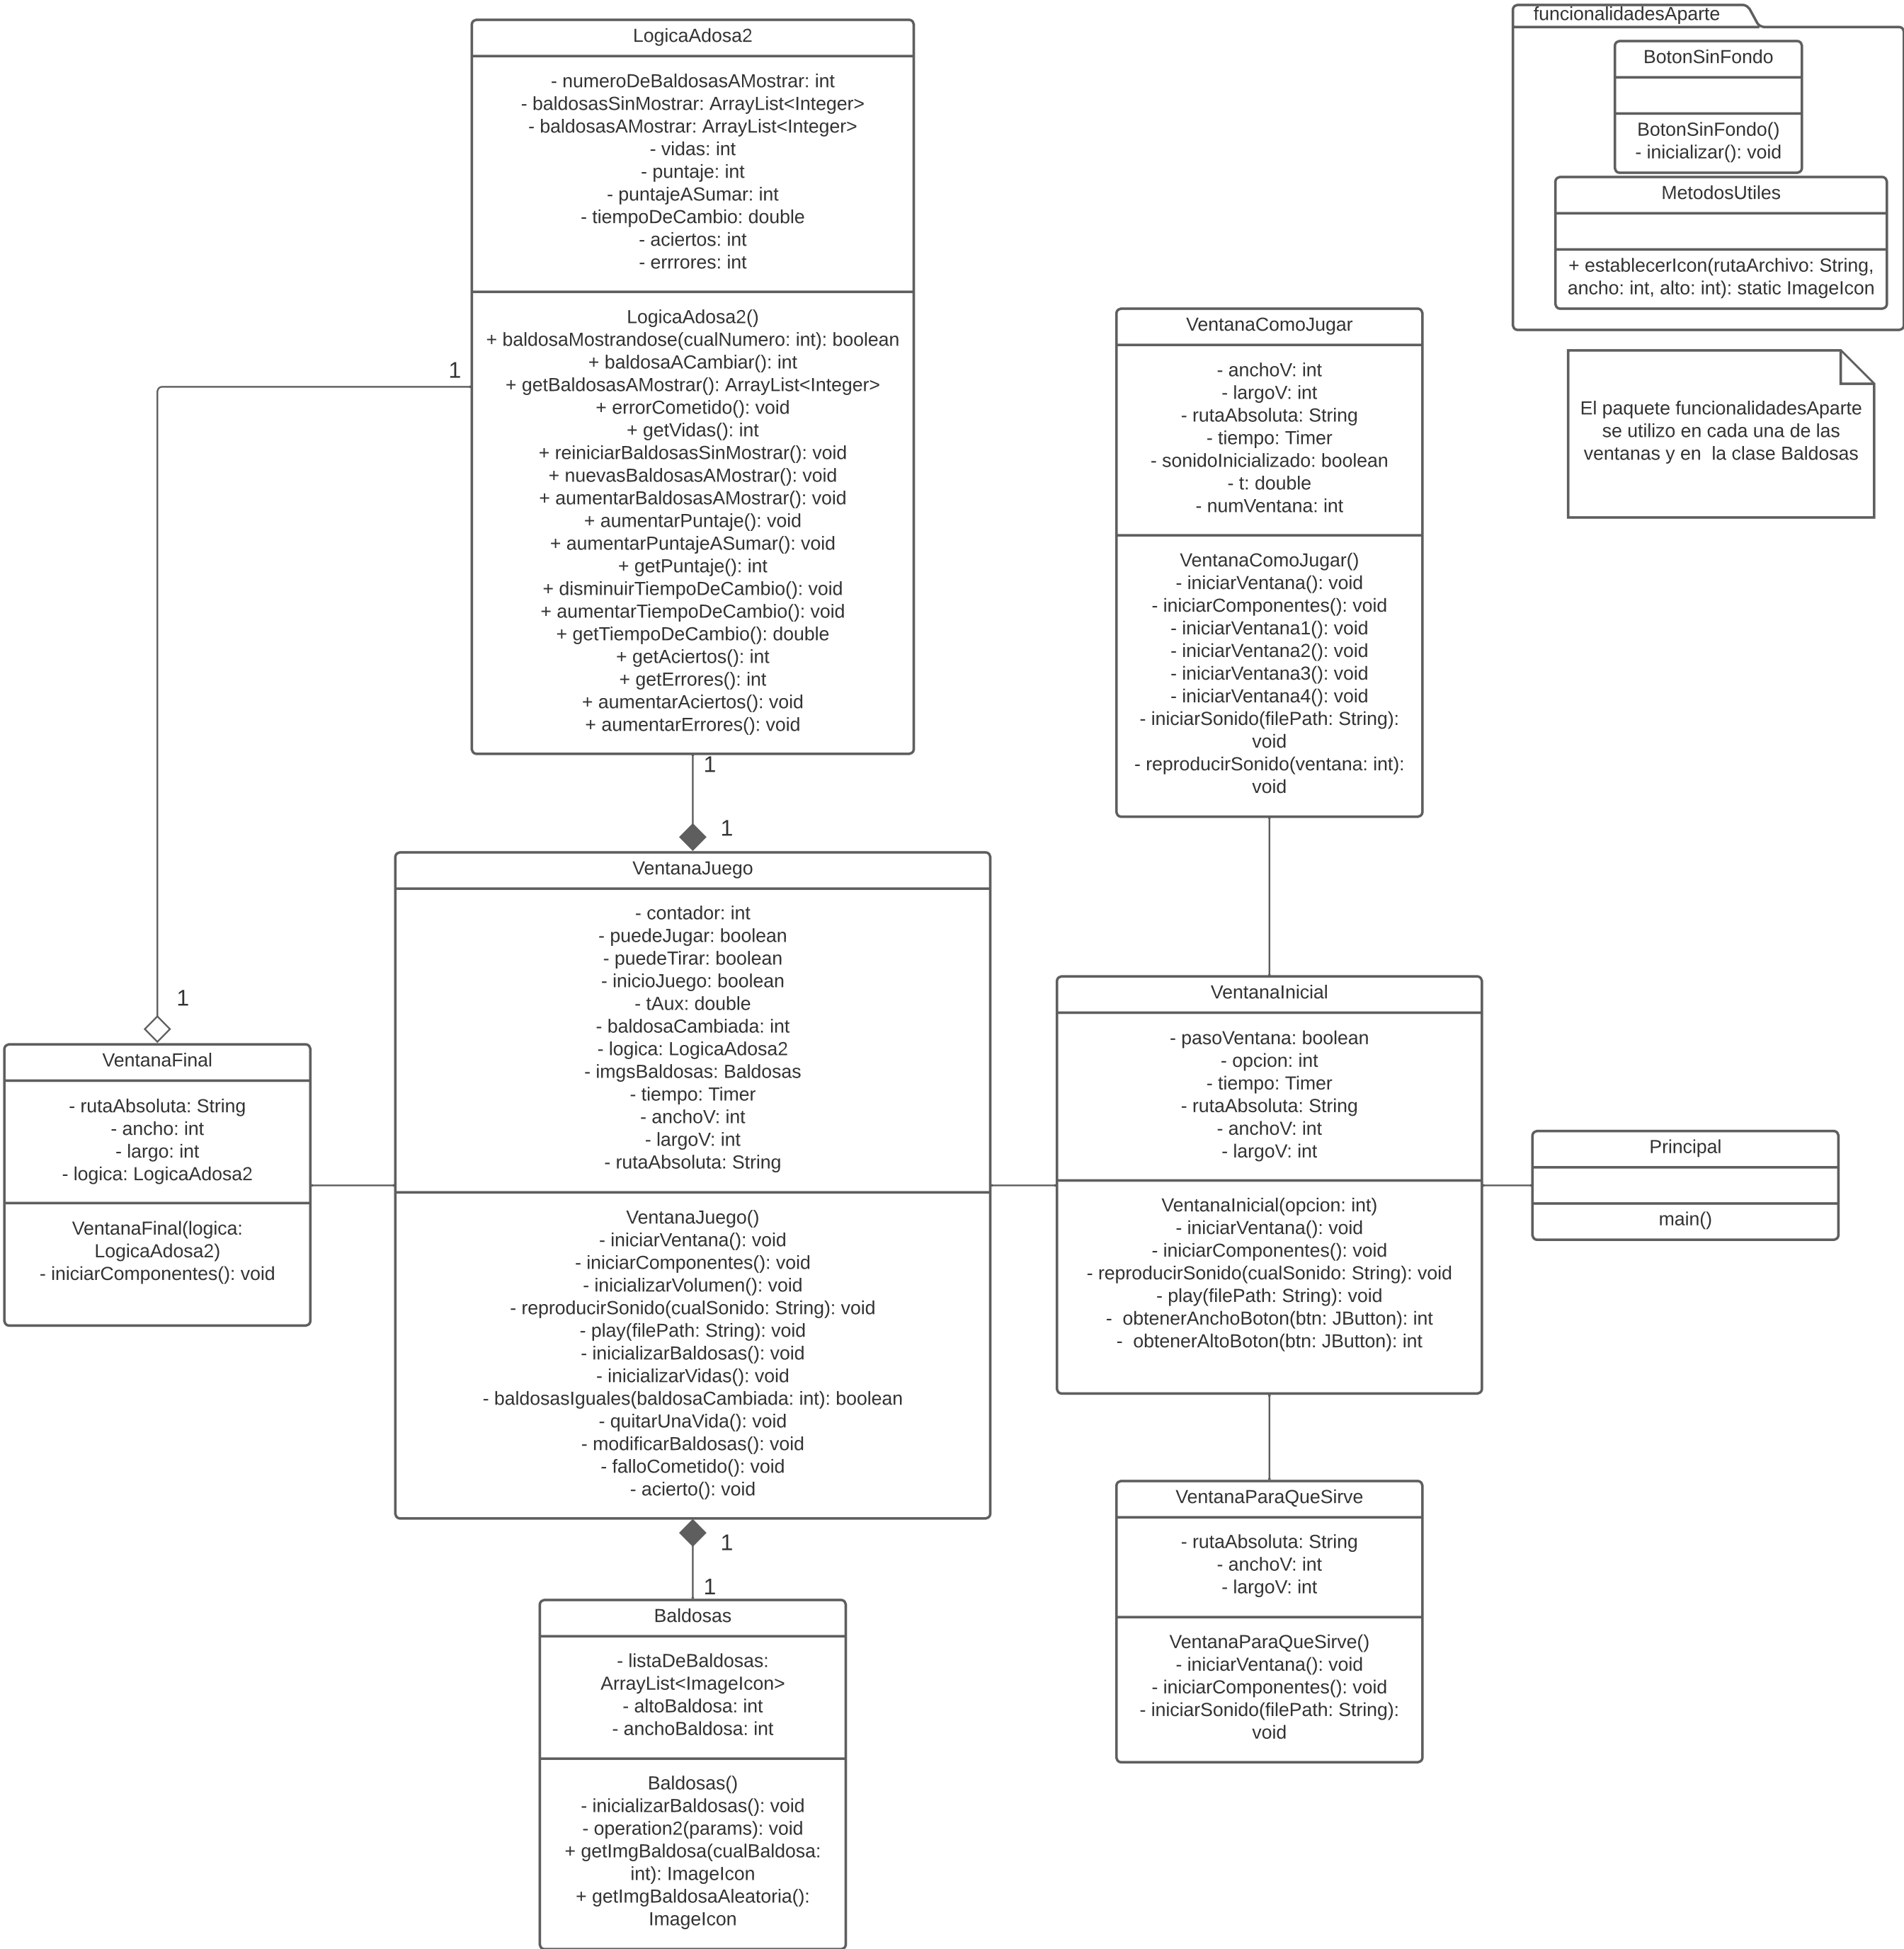 LogicaAdosa2
- numeroDeBaldosasAMostrar: int
- baldosasSinMostrar: ArrayList<Integer>
- baldosasAMostrar: ArrayList<Integer>
- vidas: int
- puntaje: int
- puntajeASumar: int
- tiempoDeCambio: double
- aciertos: int
- errrores: int
LogicaAdosa2()
+ baldosaMostrandose(cualNumero: int): boolean
+ baldosaACambiar(): int
+ getBaldosasAMostrar(): ArrayList<Integer>
+ errorCometido(): void
+ getVidas(): int
+ reiniciarBaldosasSinMostrar(): void
+ nuevasBaldosasAMostrar(): void
+ aumentarBaldosasAMostrar(): void
+ aumentarPuntaje(): void
+ aumentarPuntajeASumar(): void
+ getPuntaje(): int
+ disminuirTiempoDeCambio(): void
+ aumentarTiempoDeCambio(): void
+ getTiempoDeCambio(): double
+ getAciertos(): int
+ getErrores(): int
+ aumentarAciertos(): void
+ aumentarErrores(): void
1
1
1
1
funcionalidadesAparte
BotonSinFondo
BotonSinFondo()
- inicializar(): void
MetodosUtiles
+ establecerIcon(rutaArchivo: String,
ancho: int, alto: int): static ImageIcon
El paquete funcionalidadesAparte
se utilizo en cada una de las
ventanas y en  la clase Baldosas
VentanaComoJugar
- anchoV: int
- largoV: int
- rutaAbsoluta: String
- tiempo: Timer
- sonidoInicializado: boolean
- t: double
- numVentana: int
VentanaComoJugar()
- iniciarVentana(): void
- iniciarComponentes(): void
- iniciarVentana1(): void
- iniciarVentana2(): void
- iniciarVentana3(): void
- iniciarVentana4(): void
- iniciarSonido(filePath: String):
void
- reproducirSonido(ventana: int):
void
VentanaFinal
- rutaAbsoluta: String
- ancho: int
- largo: int
- logica: LogicaAdosa2
VentanaFinal(logica:
LogicaAdosa2)
- iniciarComponentes(): void
VentanaJuego
- contador: int
- puedeJugar: boolean
- puedeTirar: boolean
- inicioJuego: boolean
- tAux: double
- baldosaCambiada: int
- logica: LogicaAdosa2
- imgsBaldosas: Baldosas
- tiempo: Timer
- anchoV: int
- largoV: int
- rutaAbsoluta: String
VentanaJuego()
- iniciarVentana(): void
- iniciarComponentes(): void
- inicializarVolumen(): void
- reproducirSonido(cualSonido: String): void
- play(filePath: String): void
- inicializarBaldosas(): void
- inicializarVidas(): void
- baldosasIguales(baldosaCambiada: int): boolean
- quitarUnaVida(): void
- modificarBaldosas(): void
- falloCometido(): void
- acierto(): void
1
1
VentanaInicial
- pasoVentana: boolean
- opcion: int
- tiempo: Timer
- rutaAbsoluta: String
- anchoV: int
- largoV: int
VentanaInicial(opcion: int)
- iniciarVentana(): void
- iniciarComponentes(): void
- reproducirSonido(cualSonido: String): void
- play(filePath: String): void
-  obtenerAnchoBoton(btn: JButton): int
-  obtenerAltoBoton(btn: JButton): int
Principal
main()
Baldosas
- listaDeBaldosas:
ArrayList<ImageIcon>
- altoBaldosa: int
- anchoBaldosa: int
Baldosas()
- inicializarBaldosas(): void
- operation2(params): void
+ getImgBaldosa(cualBaldosa:
int): ImageIcon
+ getImgBaldosaAleatoria():
ImageIcon
VentanaParaQueSirve
- rutaAbsoluta: String
- anchoV: int
- largoV: int
VentanaParaQueSirve()
- iniciarVentana(): void
- iniciarComponentes(): void
- iniciarSonido(filePath: String):
void